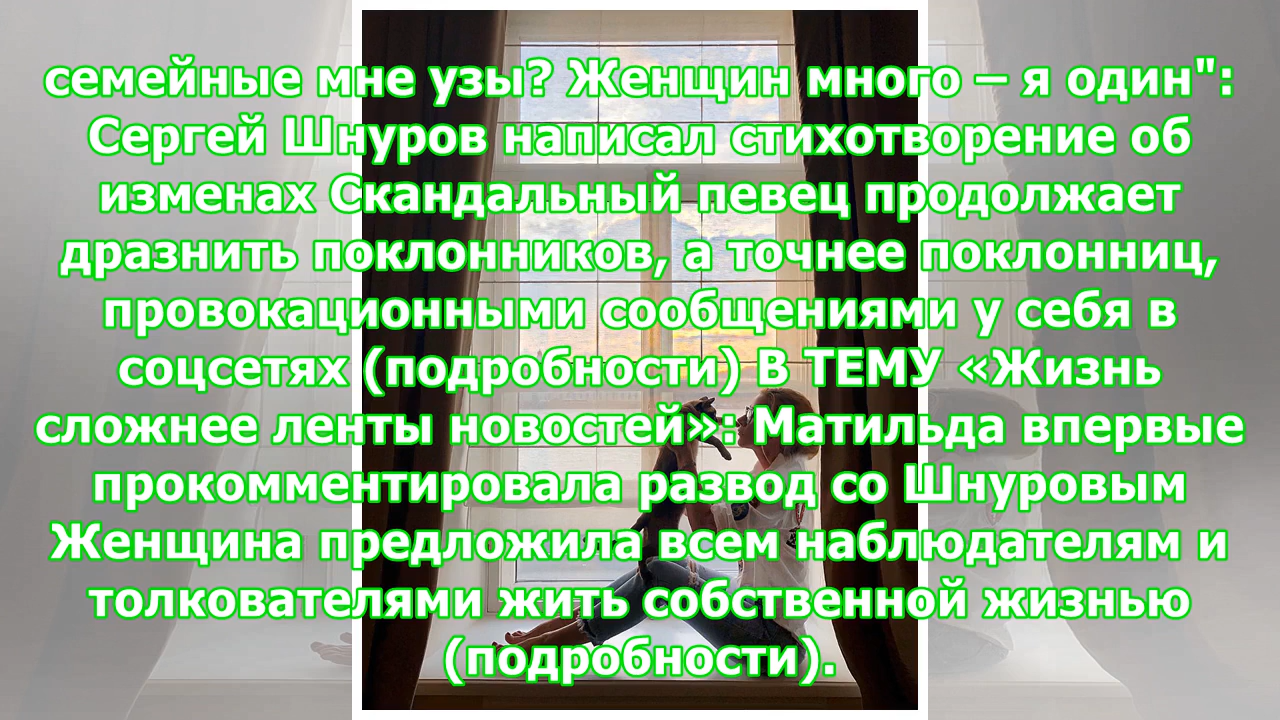 семейные мне узы? Женщин много – я один":
Сергей Шнуров написал стихотворение об
изменах Скандальный певец продолжает
дразнить поклонников, а точнее поклонниц,
провокационными сообщениями у себя в
соцсетях (подробности) В ТЕМУ «Жизнь
сложнее ленты новостей»: Матильда впервые
прокомментировала развод со Шнуровым
Женщина предложила всем наблюдателям и
толкователями жить собственной жизнью
(подробности).